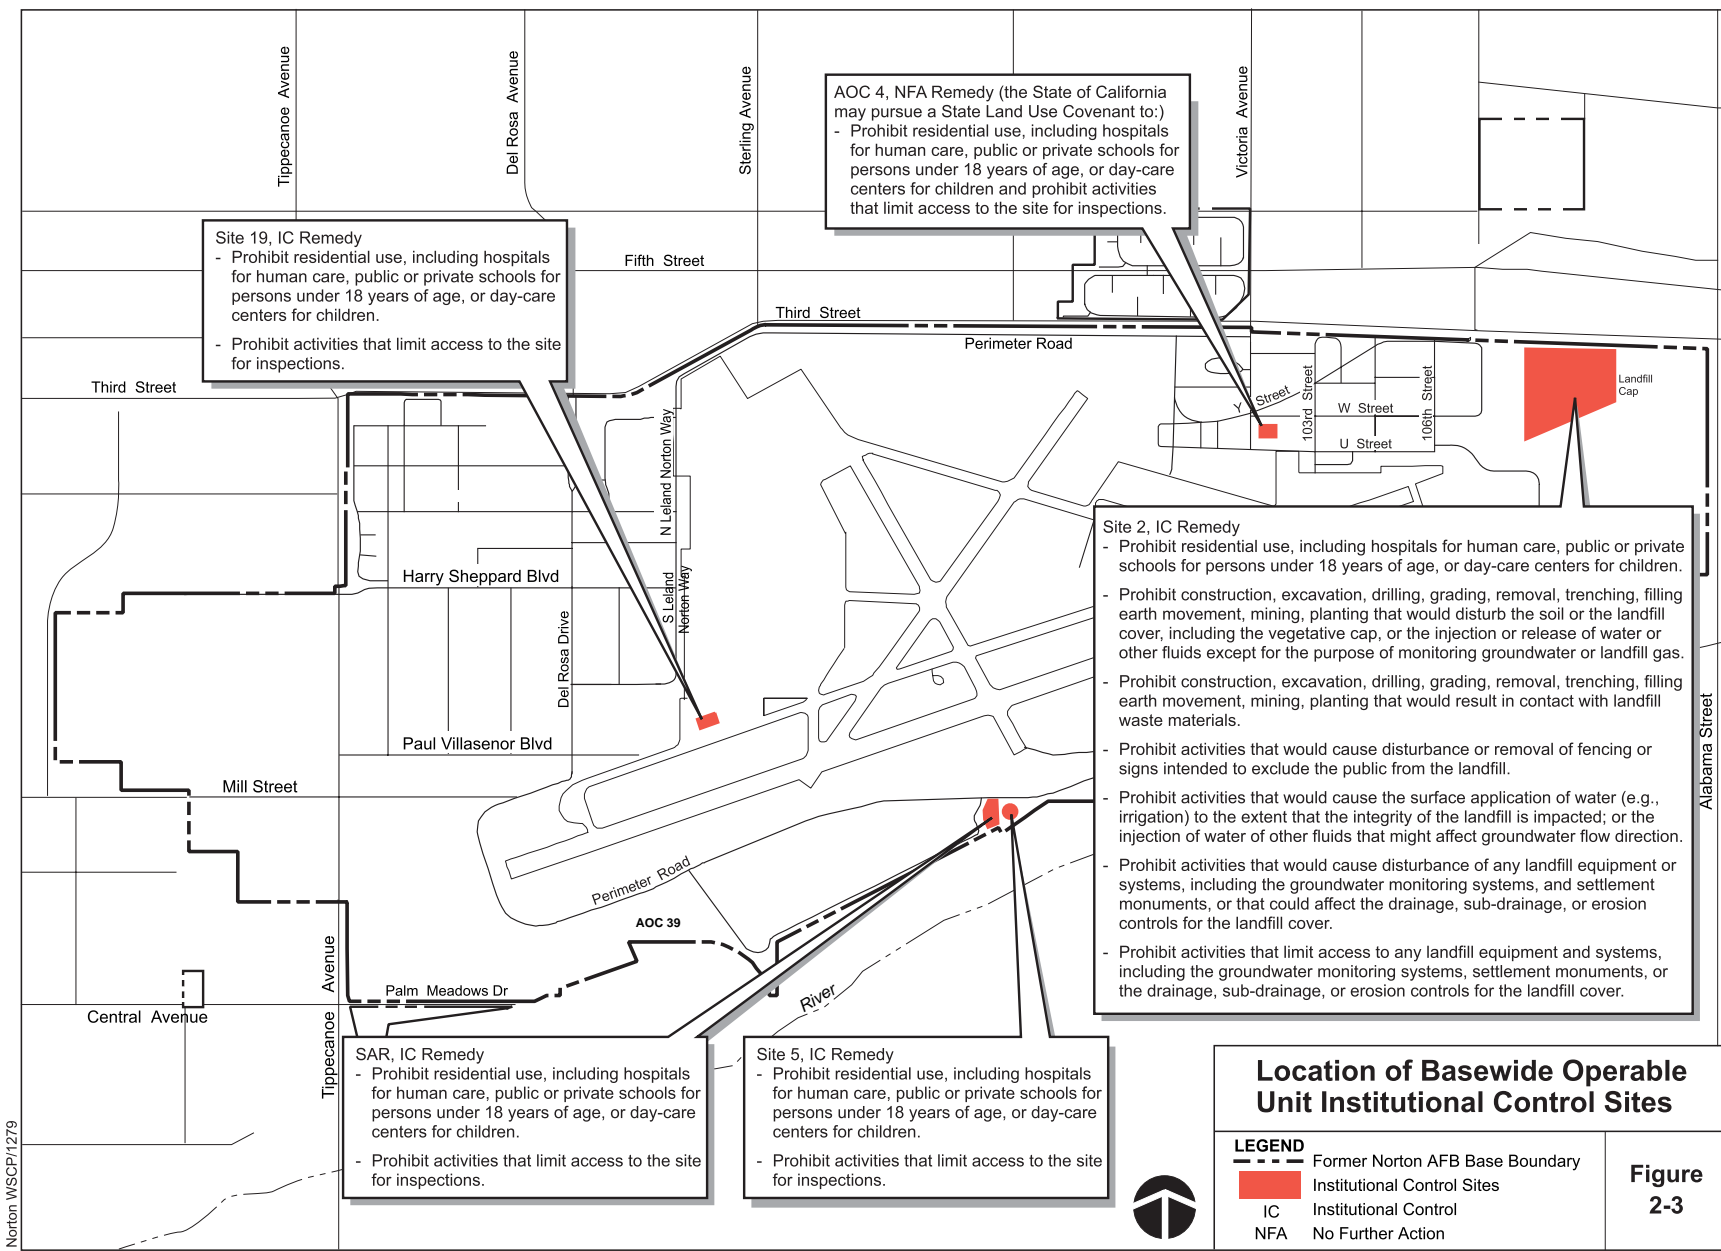 Tippecanoe Avenue
Del Rosa Avenue
Sterling Avenue
Victoria Avenue
AOC 4, NFA Remedy (the State of California
may pursue a State Land Use Covenant to:)
- Prohibit residential use, including hospitals
for human care, public or private schools for
persons under 18 years of age, or day-care
centers for children and prohibit activities
that limit access to the site for inspections.
Site 19, IC Remedy
- Prohibit residential use, including hospitals
for human care, public or private schools for
persons under 18 years of age, or day-care
centers for children.
- Prohibit activities that limit access to the site
for inspections.
Fifth Street
Third Street
Perimeter Road
Third Street
Landfill
Cap
Y Street
103rd Street
W Street
U Street
106th Street
N Leland Norton Way
S Leland
Norton Way
Harry Sheppard Blvd
Del Rosa Drive
Paul Villasenor Blvd
Mill Street
Alabama Street
Site 2, IC Remedy
- Prohibit residential use, including hospitals for human care, public or private
schools for persons under 18 years of age, or day-care centers for children.
- Prohibit construction, excavation, drilling, grading, removal, trenching, filling
earth movement, mining, planting that would disturb the soil or the landfill
cover, including the vegetative cap, or the injection or release of water or
other fluids except for the purpose of monitoring groundwater or landfill gas.
- Prohibit construction, excavation, drilling, grading, removal, trenching, filling
earth movement, mining, planting that would result in contact with landfill
waste materials.
- Prohibit activities that would cause disturbance or removal of fencing or
signs intended to exclude the public from the landfill.
- Prohibit activities that would cause the surface application of water (e.g.,
irrigation) to the extent that the integrity of the landfill is impacted; or the
injection of water of other fluids that might affect groundwater flow direction.
- Prohibit activities that would cause disturbance of any landfill equipment or
systems, including the groundwater monitoring systems, and settlement
monuments, or that could affect the drainage, sub-drainage, or erosion
controls for the landfill cover.
- Prohibit activities that limit access to any landfill equipment and systems,
including the groundwater monitoring systems, settlement monuments, or
the drainage, sub-drainage, or erosion controls for the landfill cover.
Perimeter Road
AOC 39
Palm Meadows Dr
River
Central Avenue
Tippecanoe Avenue
SAR, IC Remedy
- Prohibit residential use, including hospitals
for human care, public or private schools for
persons under 18 years of age, or day-care
centers for children.
- Prohibit activities that limit access to the site
for inspections.
Site 5, IC Remedy
- Prohibit residential use, including hospitals
for human care, public or private schools for
persons under 18 years of age, or day-care
centers for children.
- Prohibit activities that limit access to the site
for inspections.
Location of Basewide Operable
Unit Institutional Control Sites
LEGEND
Former Norton AFB Base Boundary
Institutional Control Sites
IC Institutional Control
NFA No Further Action
Figure
2-3
Norton WSCP/1279